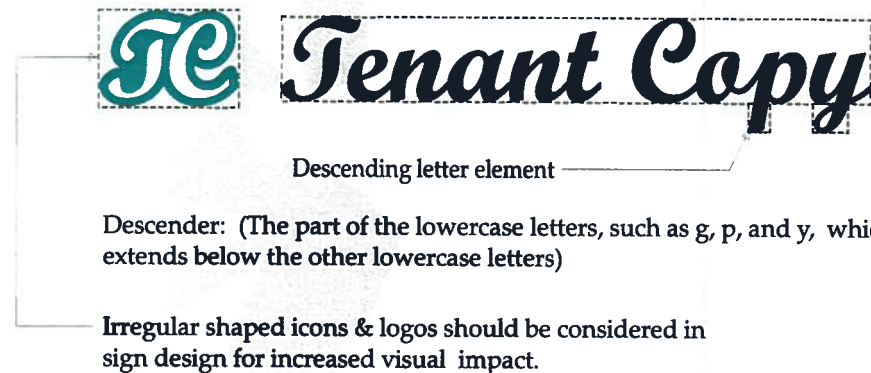 TC Tenant Copy
Descending letter element
Descender: (The part of the lowercase letters, such as g, p, and y,
extends below the other lowercase letters)
Irregular shaped icons & logos should be considered in
sign design for increased visual impact.